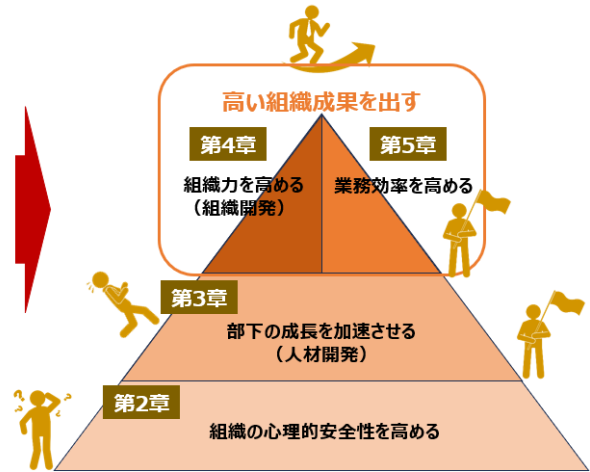 高い組織成果を出す
第4章
第5章
組織力を高める
（組織開発）
業務効率を高める
第3章
部下の成長を加速させる
（人材開発）
第2章
組織の心理的安全性を高める